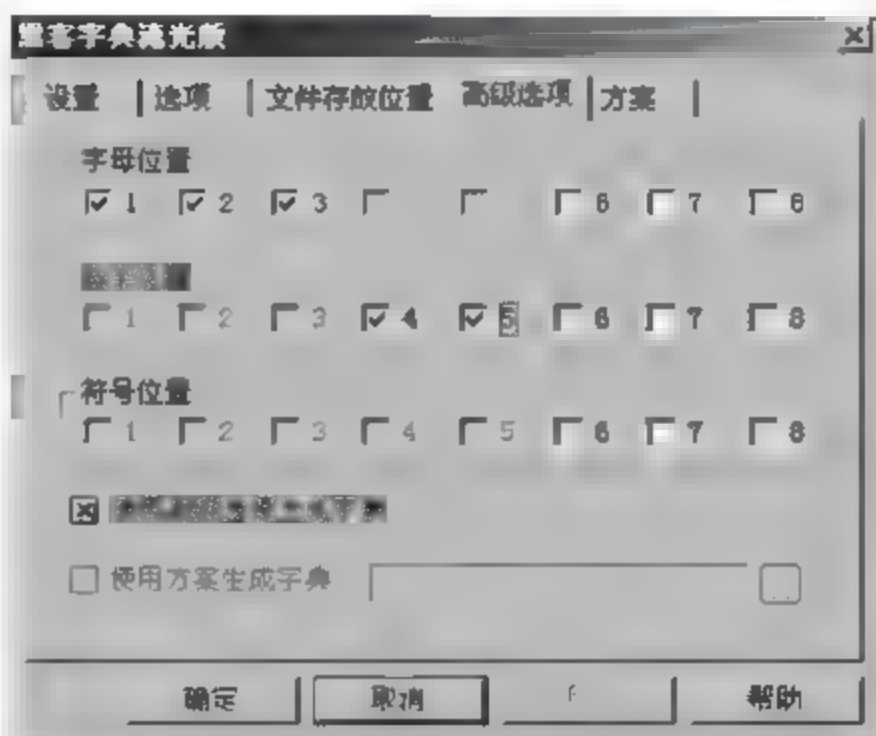 黑客字典流光版
设置 选项 文件存放位置 高级选项 方案
字母位置
1 2 3 6 7 8
1 2 3 4 5 6 7 8
符号位置
1 2 3 4 5 6 7 8
使用方案生成字典
确定 取消 帮助